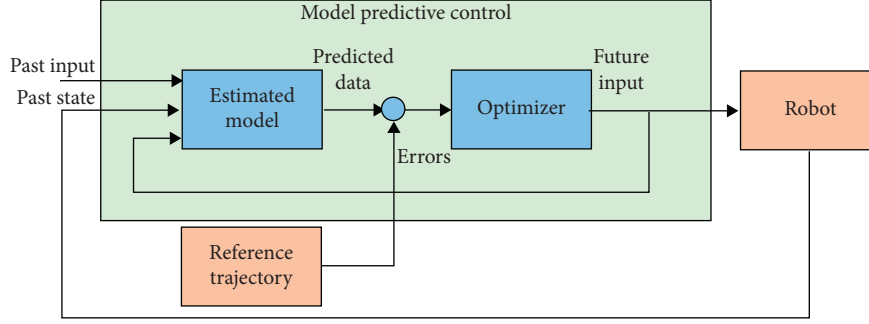 Model predictive control
Past input
Past state
Estimated
model
Predicted
data
Errors
Optimizer
Future
input
Robot
Reference
trajectory